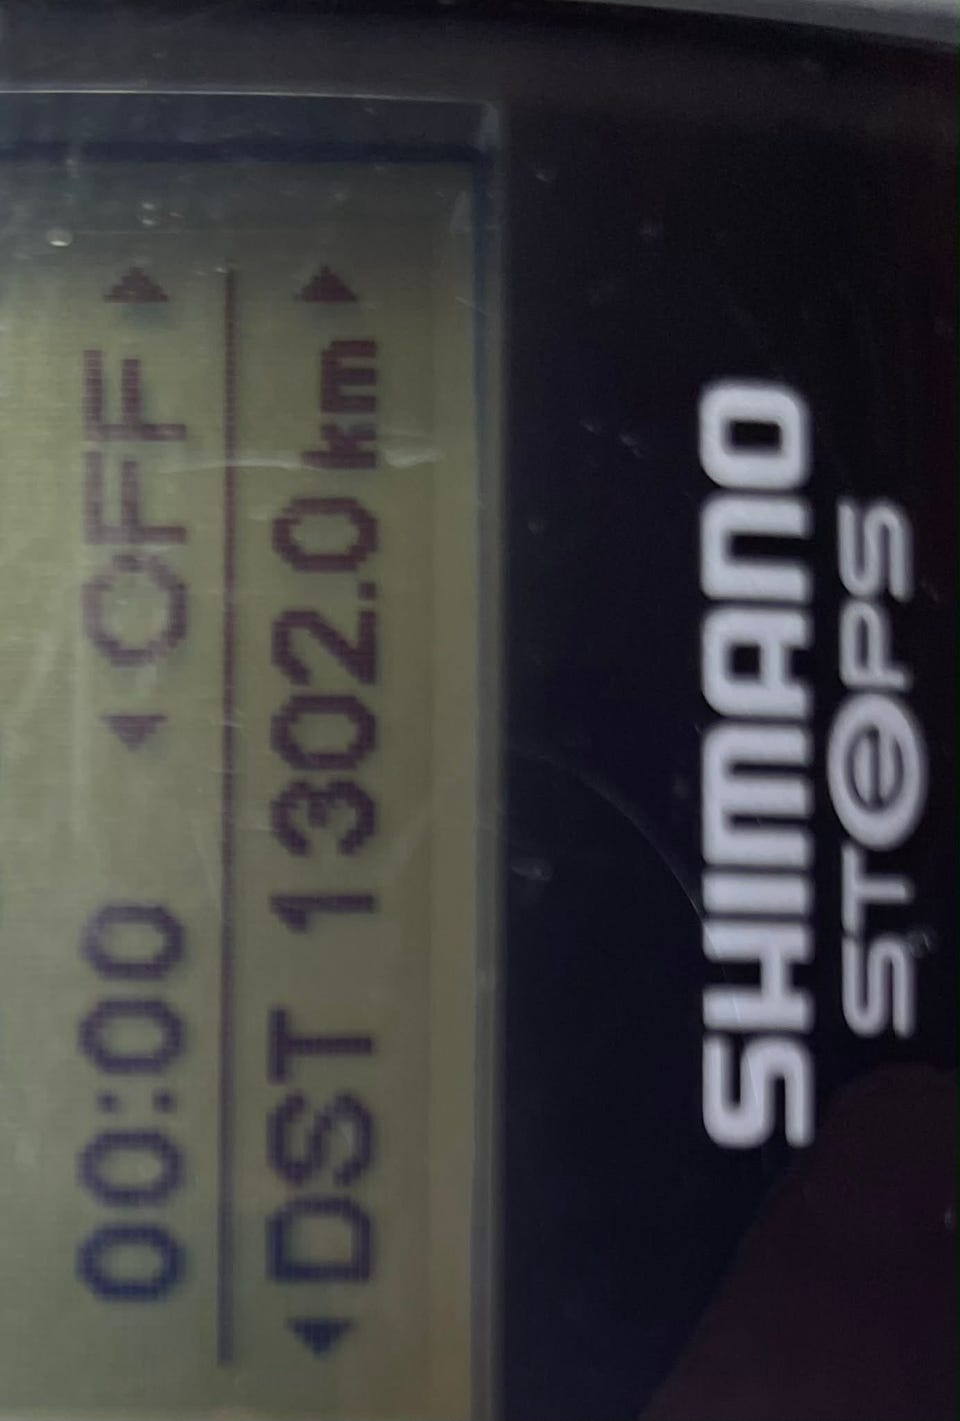 00:00 ◂OFF▸
◂DST 1302.0km▸
SHIMANO
STePS